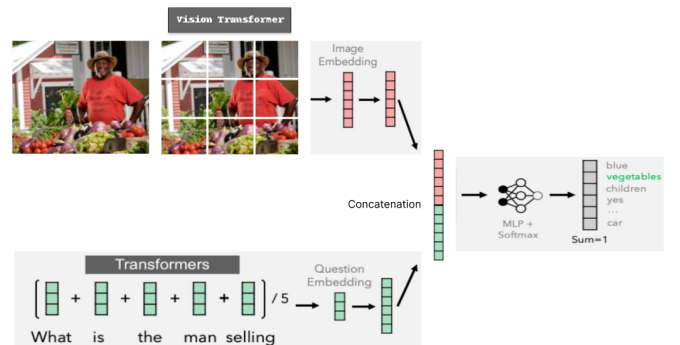 Vision Transformer
Image
Embedding
Concatenation
MLP +
Softmax
blue
vegetables
children
yes
...
car
Sum=1
Transformers
+ + + + / 5
What is the man selling
Question
Embedding